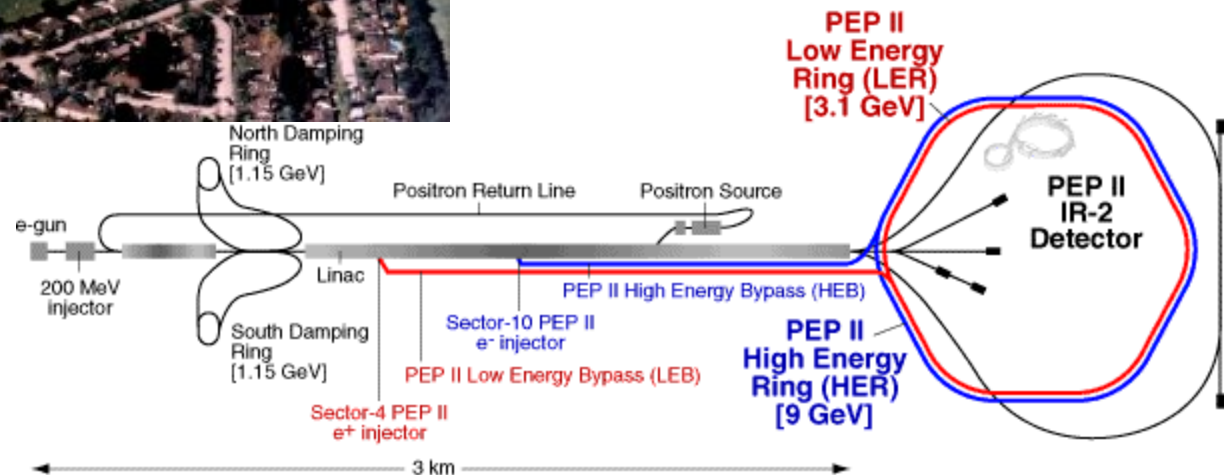 PEP II
Low Energy
Ring (LER)
[3.1 GeV]
North Damping
Ring
[1.15 GeV]
Positron Return Line
Positron Source
e-gun
200 MeV
injector
Linac
PEP II
IR-2
Detector
PEP II High Energy Bypass (HEB)
Sector-10 PEP II
e- injector
South Damping
Ring
[1.15 GeV]
PEP II Low Energy Bypass (LEB)
PEP II
High Energy
Ring (HER)
[9 GeV]
Sector-4 PEP II
e+ injector
3 km